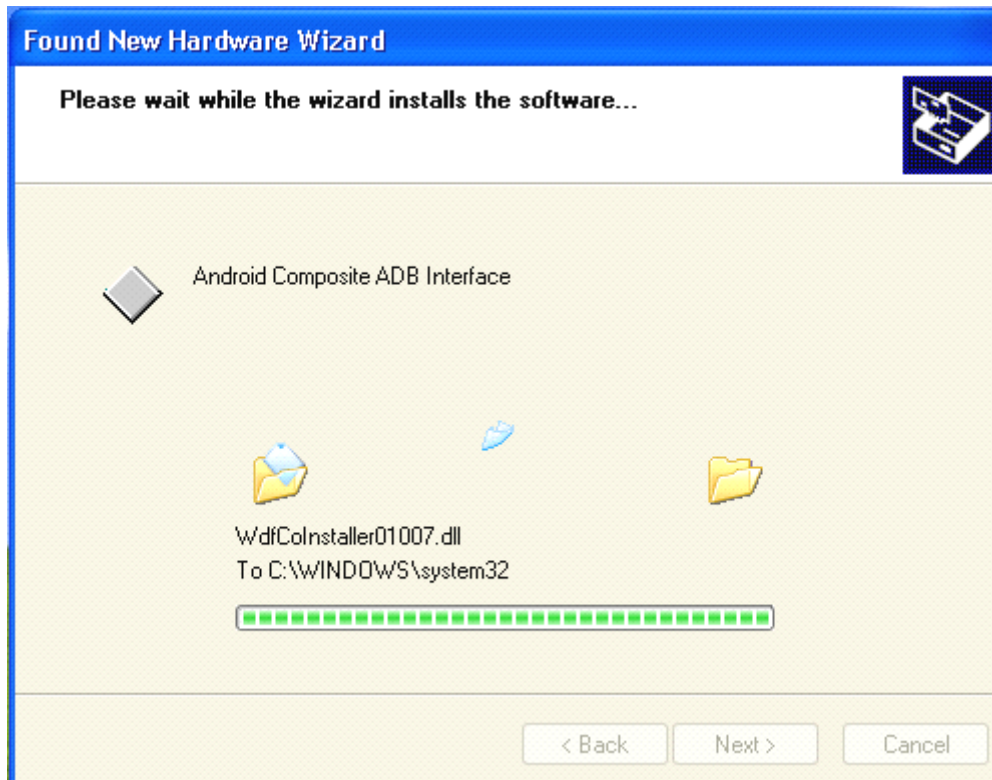 Found New Hardware Wizard
Please wait while the wizard installs the software...
Android Composite ADB Interface
WdfCoInstaller01007.dll
To C:\WINDOWS\system32
< Back
Next >
Cancel